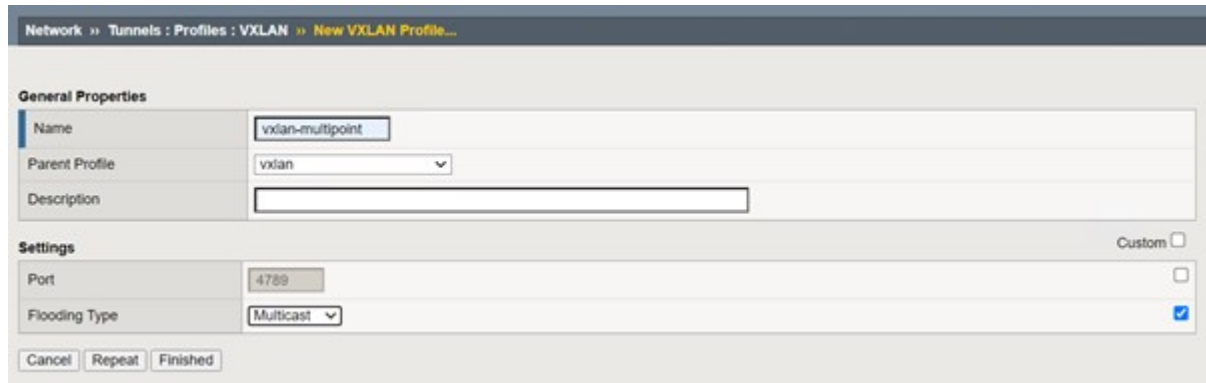 Network ›› Tunnels : Profiles : VXLAN ›› New VXLAN Profile...
General Properties
Name vxlan-multipoint
Parent Profile vxlan
Description
Settings Custom
Port 4789
Flooding Type Multicast
Cancel Repeat Finished